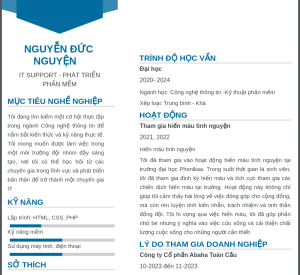 NGUYỄN ĐỨC
NGUYỆN
IT SUPPORT - PHÁT TRIỂN
PHẦN MỀM
MỤC TIÊU NGHỀ NGHIỆP
Tôi đang tìm kiếm một cơ hội thực tập
trong ngành Công nghệ thông tin để
nắm bắt kiến thức và kỹ năng thực tế.
Tôi mong muốn được làm việc trong
một môi trường đội nhóm đầy sáng
tạo, nơi tôi có thể học hỏi từ các
chuyên gia trong lĩnh vực và phát triển
bản thân để trở thành một chuyên gia
IT
KỸ NĂNG
Lập trình: HTML, CSS, PHP
Kỹ năng mềm
Sử dụng máy tính, điện thoại
SỞ THÍCH
TRÌNH ĐỘ HỌC VẤN
Đại học
2020- 2024
Ngành học: Công nghệ thông tin -Kỹ thuật phần mềm
Xếp loại: Trung bình - Khá
HOẠT ĐỘNG
Tham gia hiến máu tình nguyện
2021, 2022
Hiến máu tình nguyện
Tôi đã tham gia vào hoạt động hiến máu tình nguyện tại
trường đại học Phenikaa. Trong suốt thời gian là sinh viên,
tôi đã tham gia định kỳ hiến máu và tích cực tham gia các
chiến dịch hiến máu tại trường. Hoạt động này không chỉ
giúp tôi cảm thấy hài lòng về việc đóng góp cho cộng đồng,
mà còn rèn luyện tính kiên nhẫn, trách nhiệm và tinh thần
đồng đội. Tôi hi vọng qua việc hiến máu, tôi đã góp phần
nhỏ bé nhưng ý nghĩa vào việc cứu sống và cải thiện chất
lượng cuộc sống cho những người cần thiết
LÝ DO THAM GIA DOANH NGHIỆP
Công ty Cổ phần Abaha Toàn Cầu
10-2023 đến 11-2023